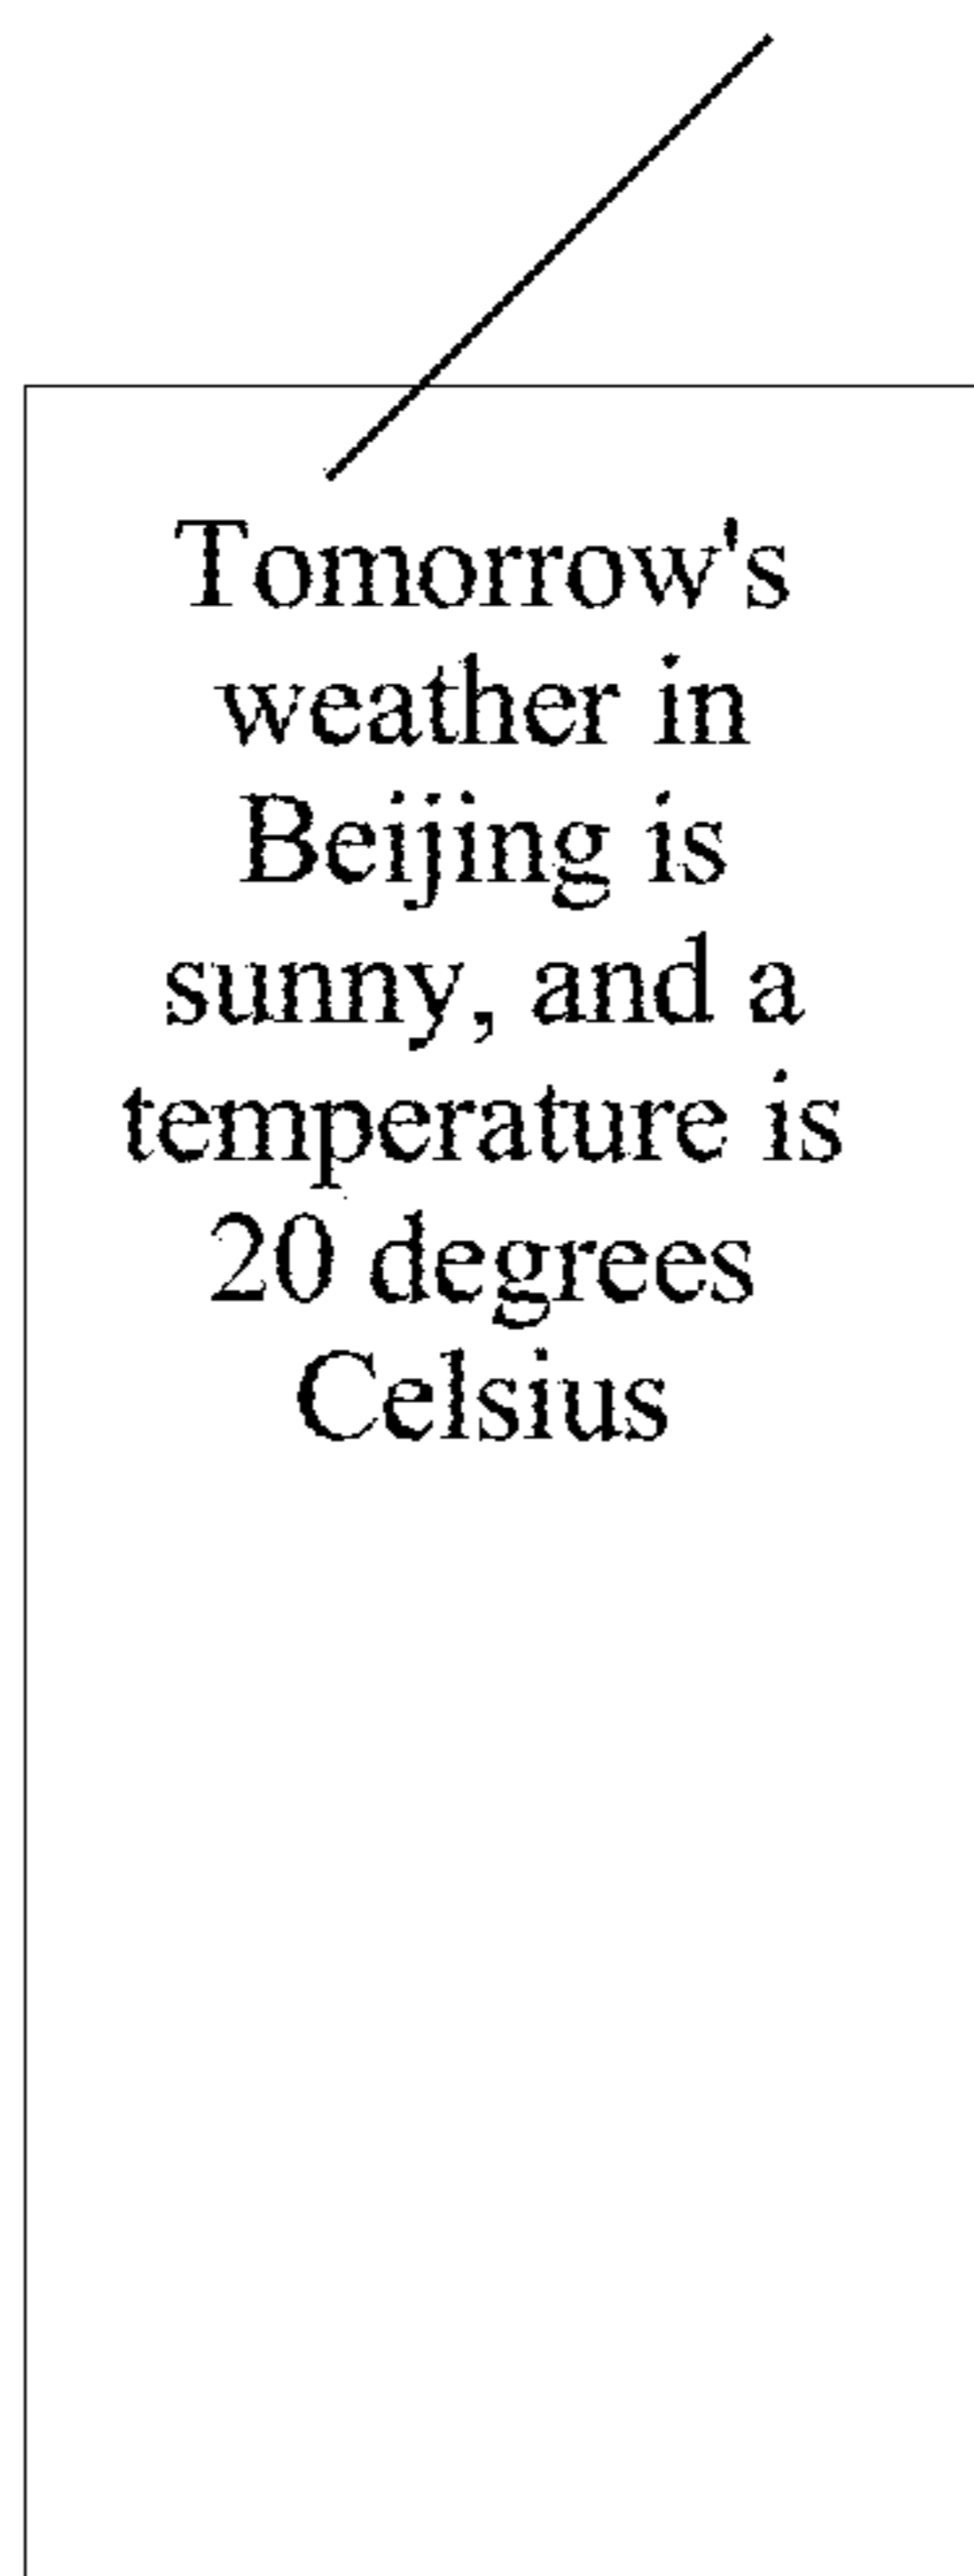 Tomorrow's
weather in
Beijing is
sunny, and a
temperature is
20 degrees
Celsius